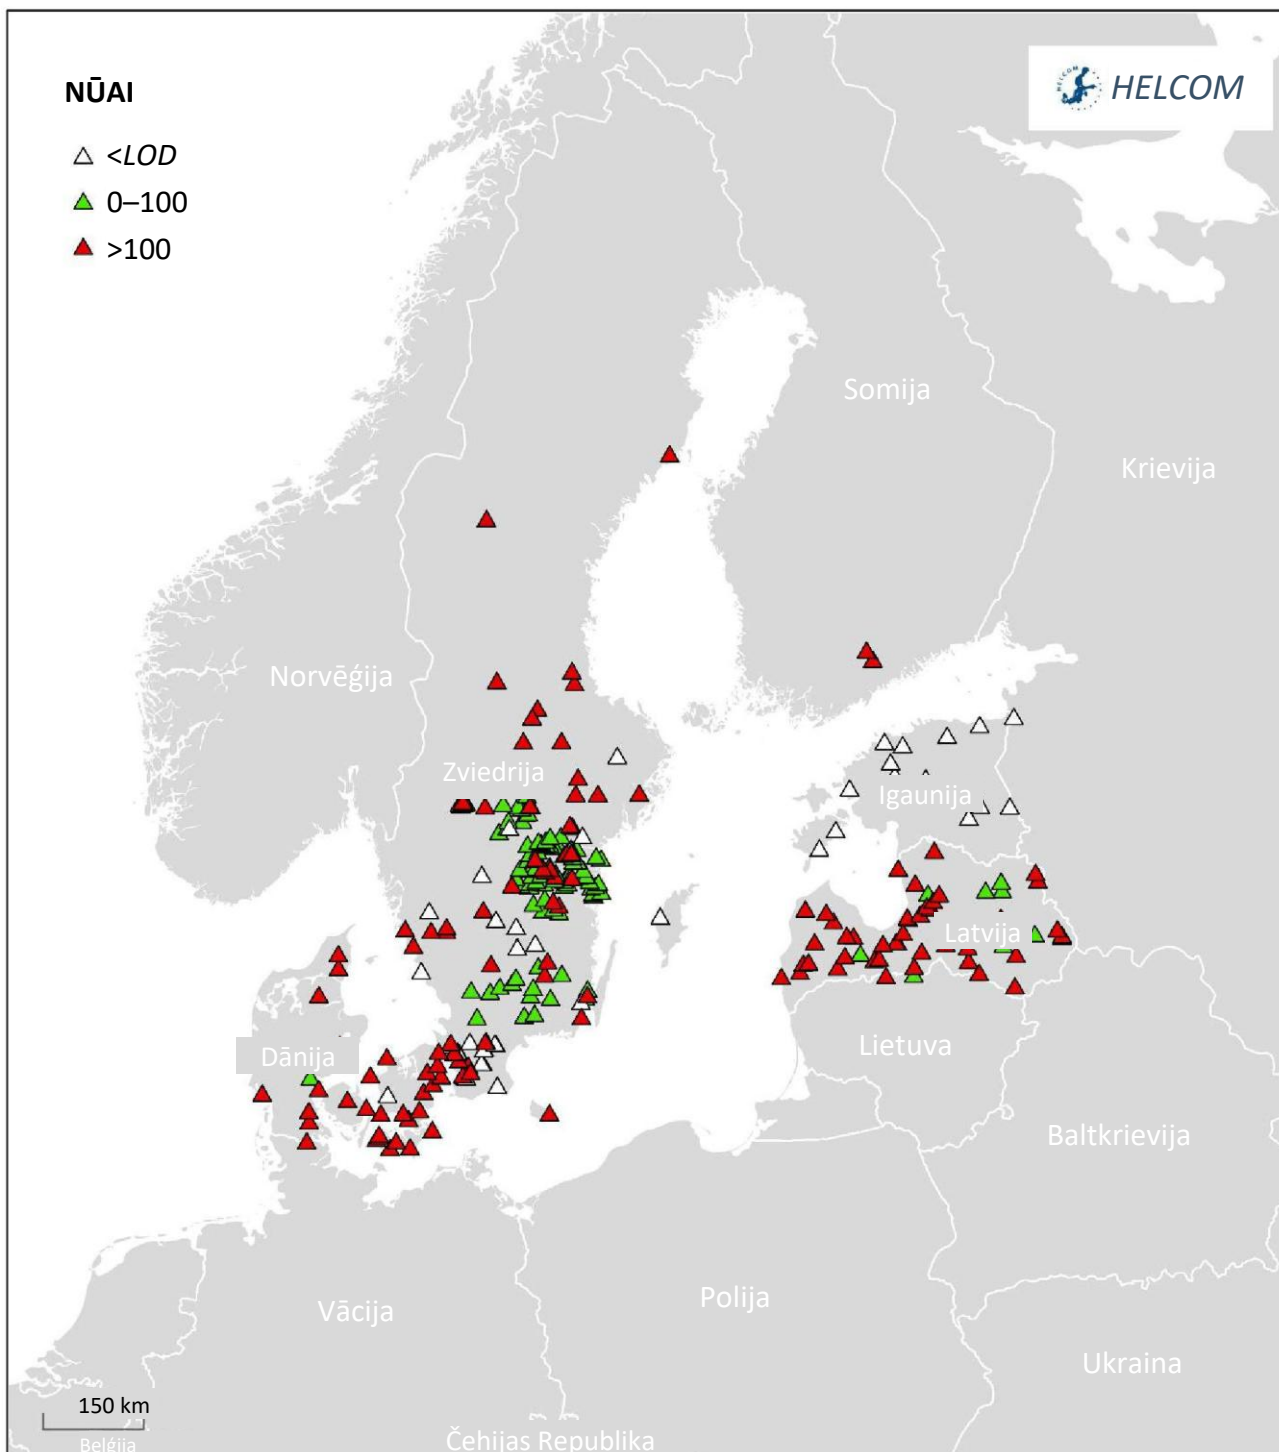 NŪAI
<LOD
0–100
>100
HELCOM
HELCOM
Somija
Krievija
Norvēģija
Zviedrija
Igaunija
Latvija
Lietuva
Dānija
Baltkrievija
Polija
Vācija
Ukraina
150 km
Beļģija
Čehijas Republika